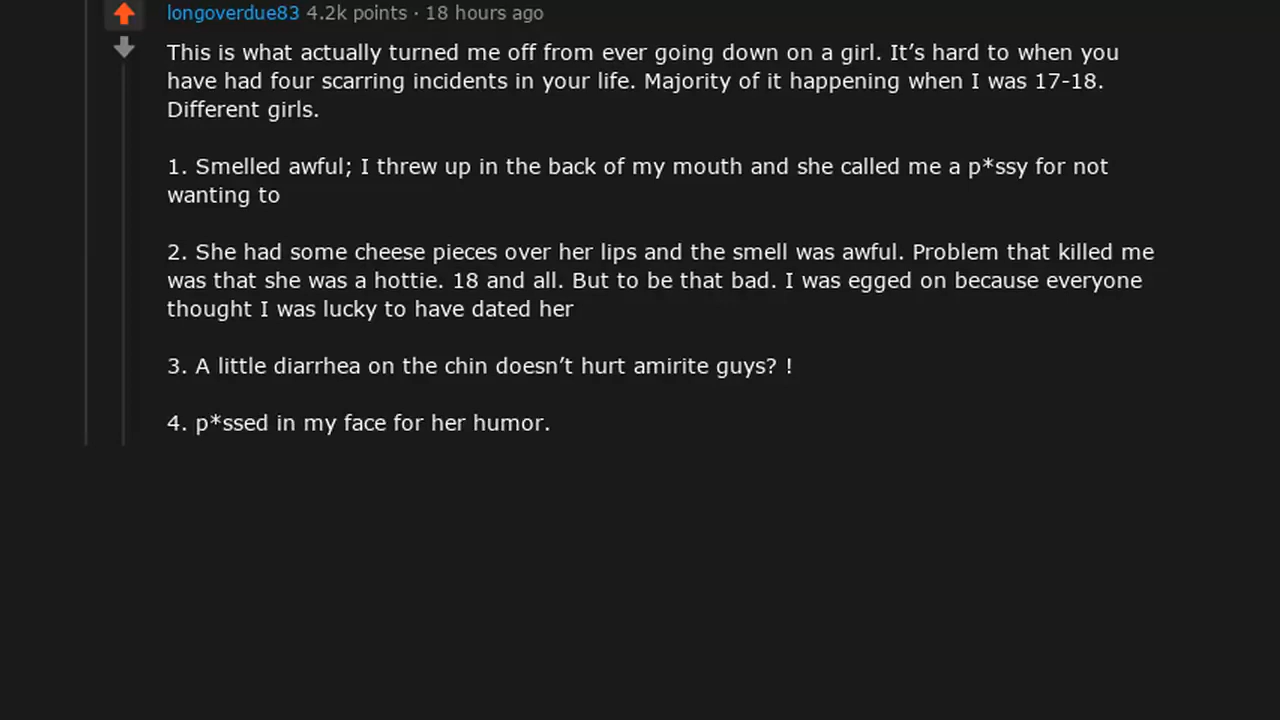 longoverdue83 4.2k points · 18 hours ago
This is what actually turned me off from ever going down on a girl. It’s hard to when you
have had four scarring incidents in your life. Majority of it happening when I was 17-18.
Different girls.
1. Smelled awful; I threw up in the back of my mouth and she called me a p*ssy for not
wanting to
2. She had some cheese pieces over her lips and the smell was awful. Problem that killed me
was that she was a hottie. 18 and all. But to be that bad. I was egged on because everyone
thought I was lucky to have dated her
3. A little diarrhea on the chin doesn’t hurt amirite guys? !
4. p*ssed in my face for her humor.